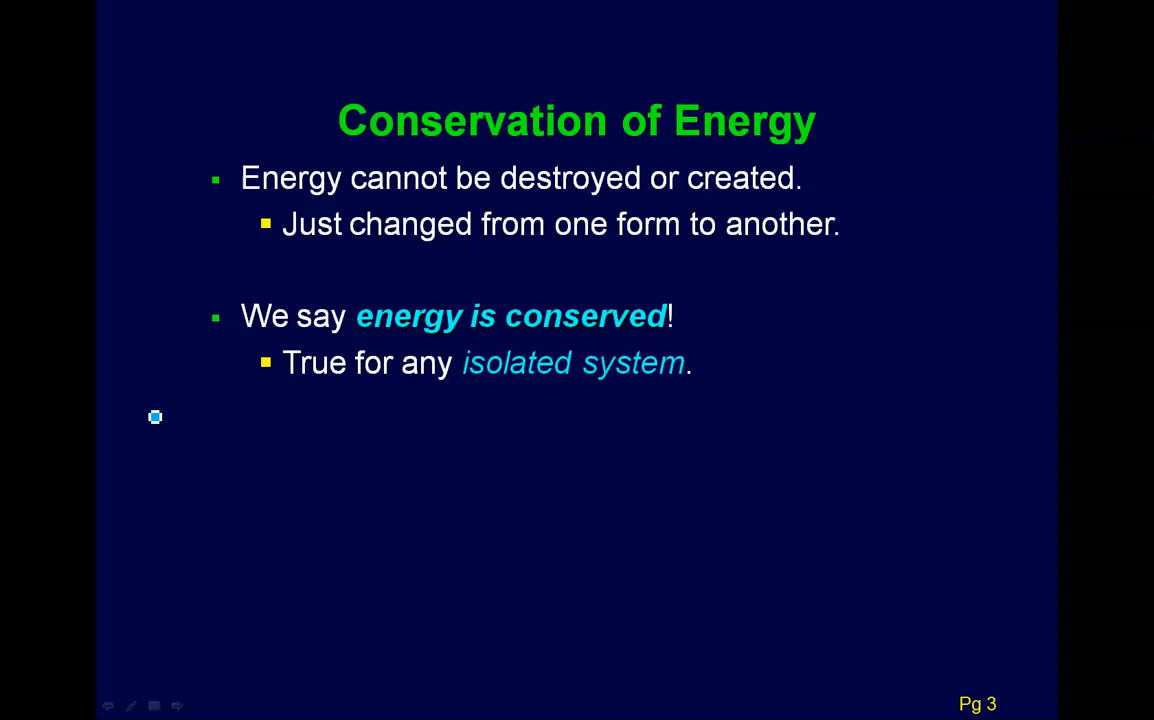 Conservation of Energy
Energy cannot be destroyed or created.
Just changed from one form to another.
We say energy is conserved!
True for any isolated system.
Pg 3